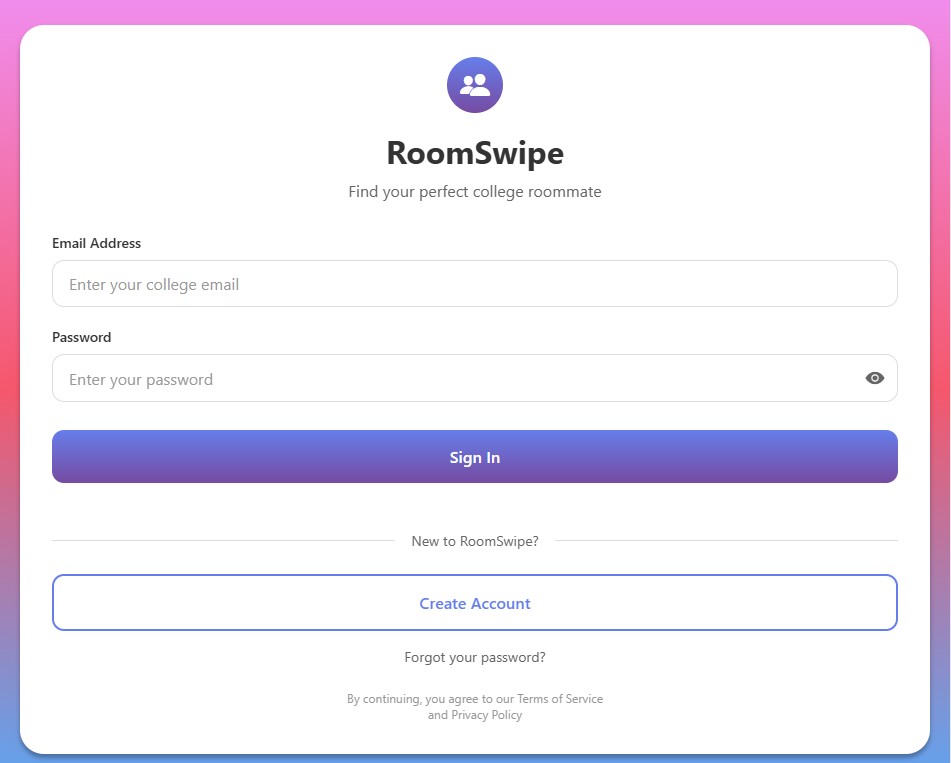 RoomSwipe
Find your perfect college roommate
Email Address
Enter your college email
Password
Enter your password
Sign In
New to RoomSwipe?
Create Account
Forgot your password?
By continuing, you agree to our Terms of Service
and Privacy Policy